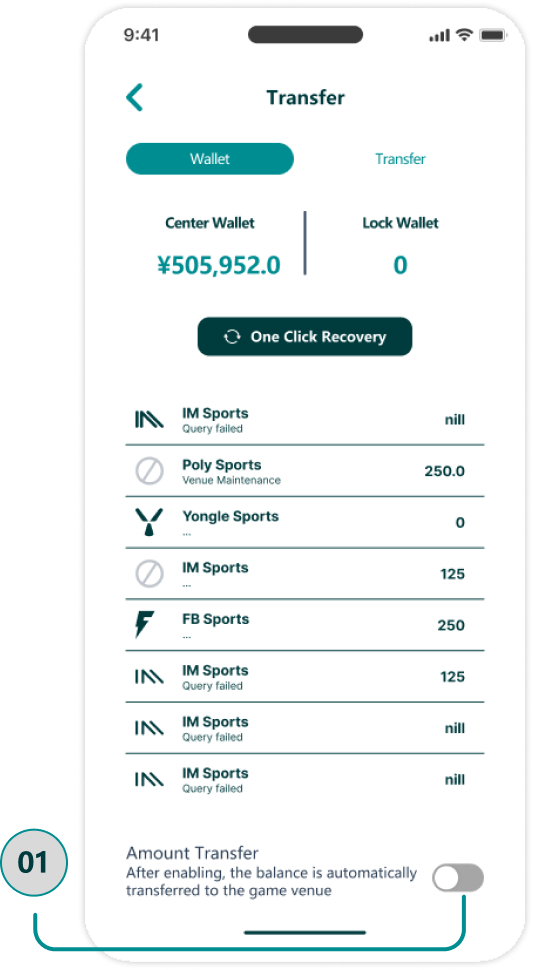 9:41
Transfer
Wallet Transfer
Center Wallet Lock Wallet
¥505,952.0 0
One Click Recovery
IM Sports
Query failed
nill
Poly Sports
Venue Maintenance
250.0
Yongle Sports
...
0
IM Sports
...
125
FB Sports
...
250
IM Sports
Query failed
125
IM Sports
Query failed
nill
IM Sports
Query failed
nill
01
Amount Transfer
After enabling, the balance is automatically
transferred to the game venue